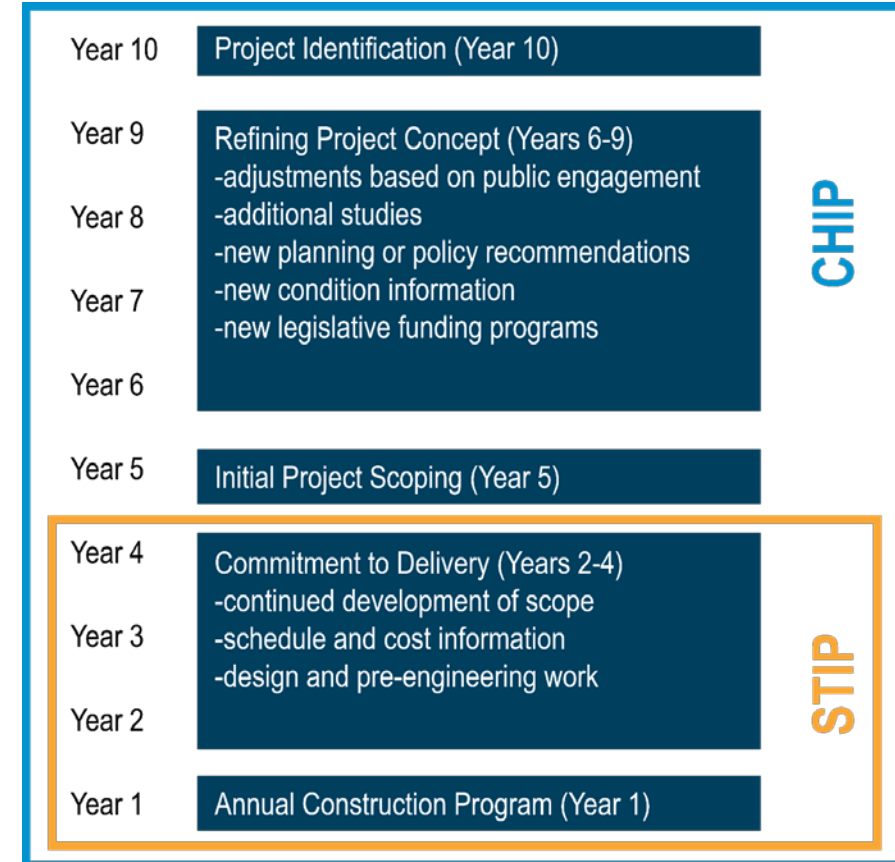 Year 10
Project Identification (Year 10)
Year 9
Refining Project Concept (Years 6-9)
-adjustments based on public engagement
Year 8
-additional studies
-new planning or policy recommendations
Year 7
-new condition information
-new legislative funding programs
Year 6
CHIP
Year 5
Initial Project Scoping (Year 5)
Year 4
Commitment to Delivery (Years 2-4)
-continued development of scope
Year 3
-schedule and cost information
-design and pre-engineering work
Year 2
STIP
Year 1
Annual Construction Program (Year 1)